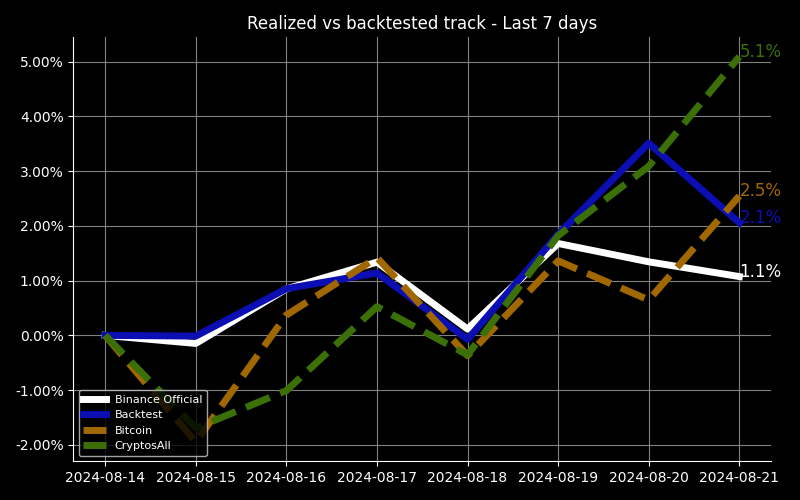 Realized vs backtested track - Last 7 days
5.00%
4.00%
3.00%
2.00%
1.00%
0.00%
-1.00%
-2.00%
5.1%
2.5%
2.1%
1.1%
Binance Official
Backtest
Bitcoin
CryptosAll
2024-08-14 2024-08-15 2024-08-16 2024-08-17 2024-08-18 2024-08-19 2024-08-20 2024-08-21